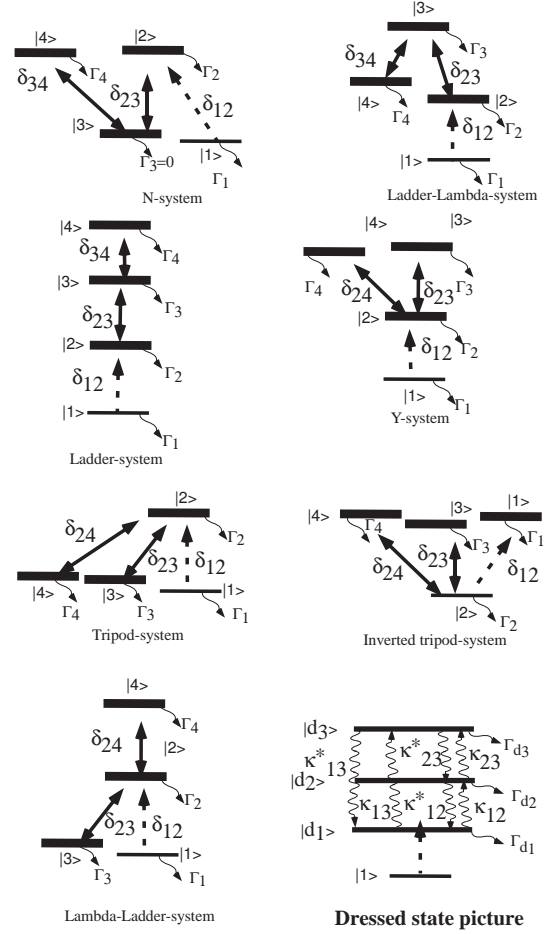 |4>
|2>
Γ4
Γ2
δ34
δ23
δ12
|3>
|1>
Γ3=0
Γ1
N-system
|3>
Γ3
δ34
δ23
|4>
|2>
Γ4
δ12
Γ2
|1>
Γ1
Ladder-Lambda-system
|4>
δ34
Γ4
|3>
Γ3
δ23
|2>
Γ2
δ12
|1>
Γ1
Ladder-system
|4>
|3>
Γ4
Γ3
δ24
δ23
|2>
δ12
Γ2
|1>
Γ1
Y-system
|2>
δ24
Γ2
δ23
δ12
|4>
|3>
|1>
Γ4
Γ3
Γ1
Tripod-system
|4>
|3>
|1>
Γ4
Γ3
Γ1
δ24
δ23
δ12
|2>
Γ2
Inverted tripod-system
|4>
Γ4
δ24
|2>
Γ2
δ23
δ12
|3>
|1>
Γ3
Γ1
Lambda-Ladder-system
|d3>
Γd3
κ*13
κ*23
κ23
|d2>
Γd2
κ13
κ*12
κ12
|d1>
Γd1
|1>
Dressed state picture